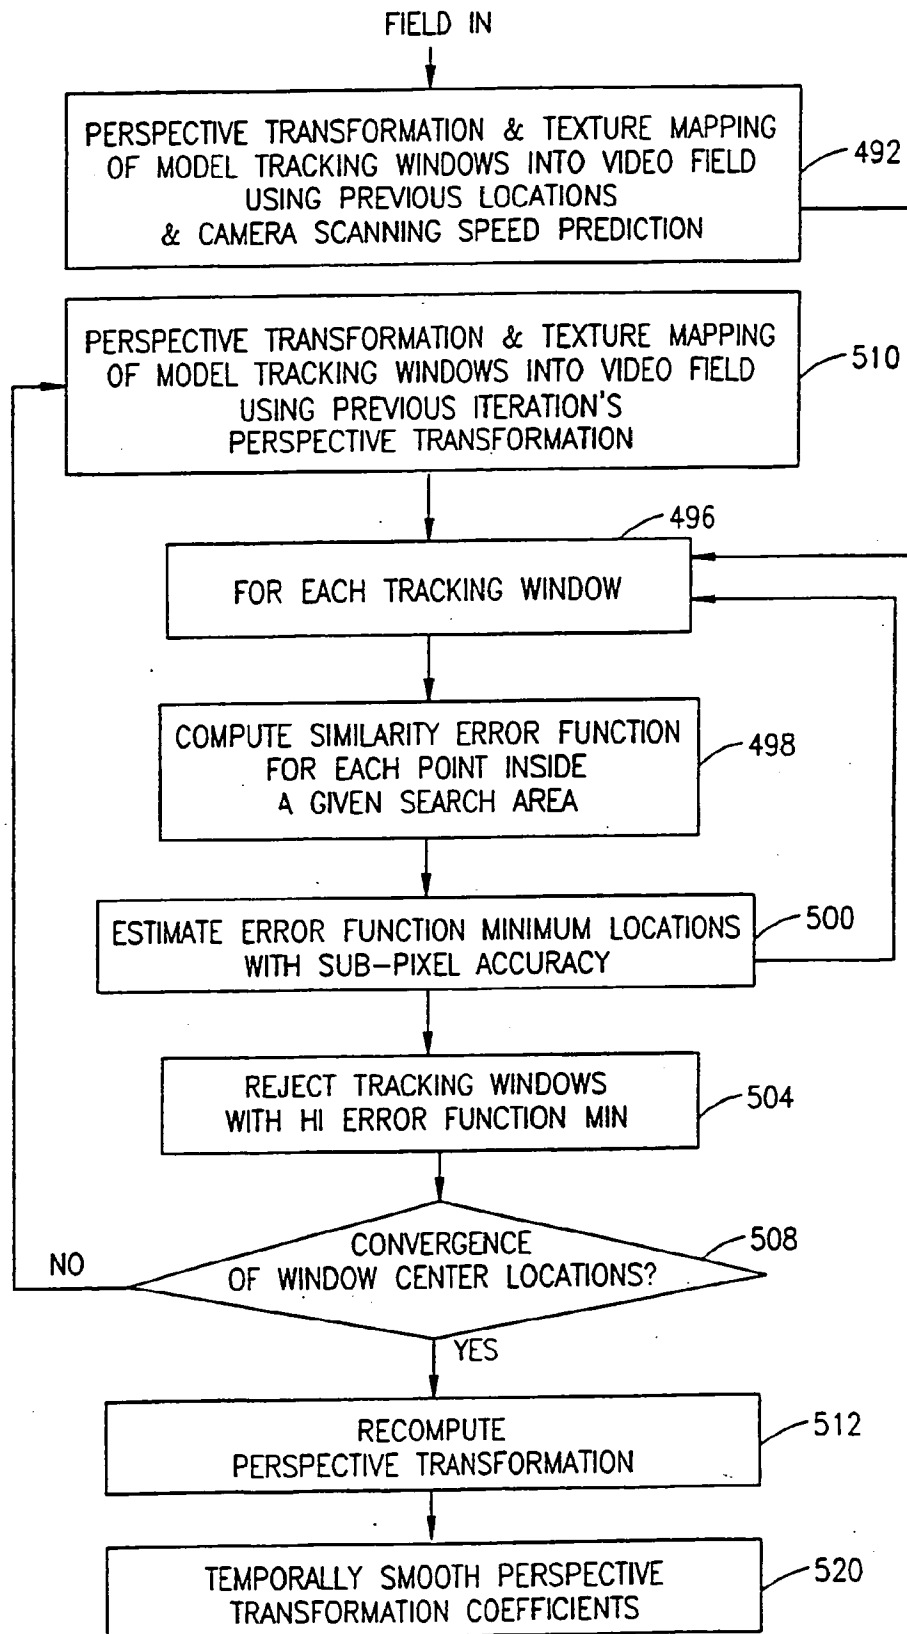 FIELD IN
PERSPECTIVE TRANSFORMATION & TEXTURE MAPPING
OF MODEL TRACKING WINDOWS INTO VIDEO FIELD
USING PREVIOUS LOCATIONS
& CAMERA SCANNING SPEED PREDICTION
492
PERSPECTIVE TRANSFORMATION & TEXTURE MAPPING
OF MODEL TRACKING WINDOWS INTO VIDEO FIELD
USING PREVIOUS ITERATION'S
PERSPECTIVE TRANSFORMATION
510
496
FOR EACH TRACKING WINDOW
COMPUTE SIMILARITY ERROR FUNCTION
FOR EACH POINT INSIDE
A GIVEN SEARCH AREA
498
ESTIMATE ERROR FUNCTION MINIMUM LOCATIONS
WITH SUB-PIXEL ACCURACY
500
REJECT TRACKING WINDOWS
WITH HI ERROR FUNCTION MIN
504
CONVERGENCE
OF WINDOW CENTER LOCATIONS?
508
NO
YES
RECOMPUTE
PERSPECTIVE TRANSFORMATION
512
TEMPORALLY SMOOTH PERSPECTIVE
TRANSFORMATION COEFFICIENTS
520